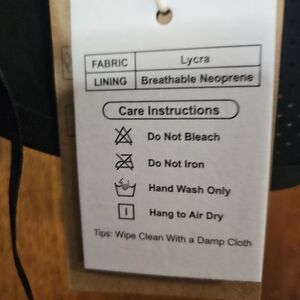 FABRIC Lycra
LINING Breathable Neoprene
Care Instructions
Do Not Bleach
Do Not Iron
Hand Wash Only
Hang to Air Dry
Tips: Wipe Clean With a Damp Cloth